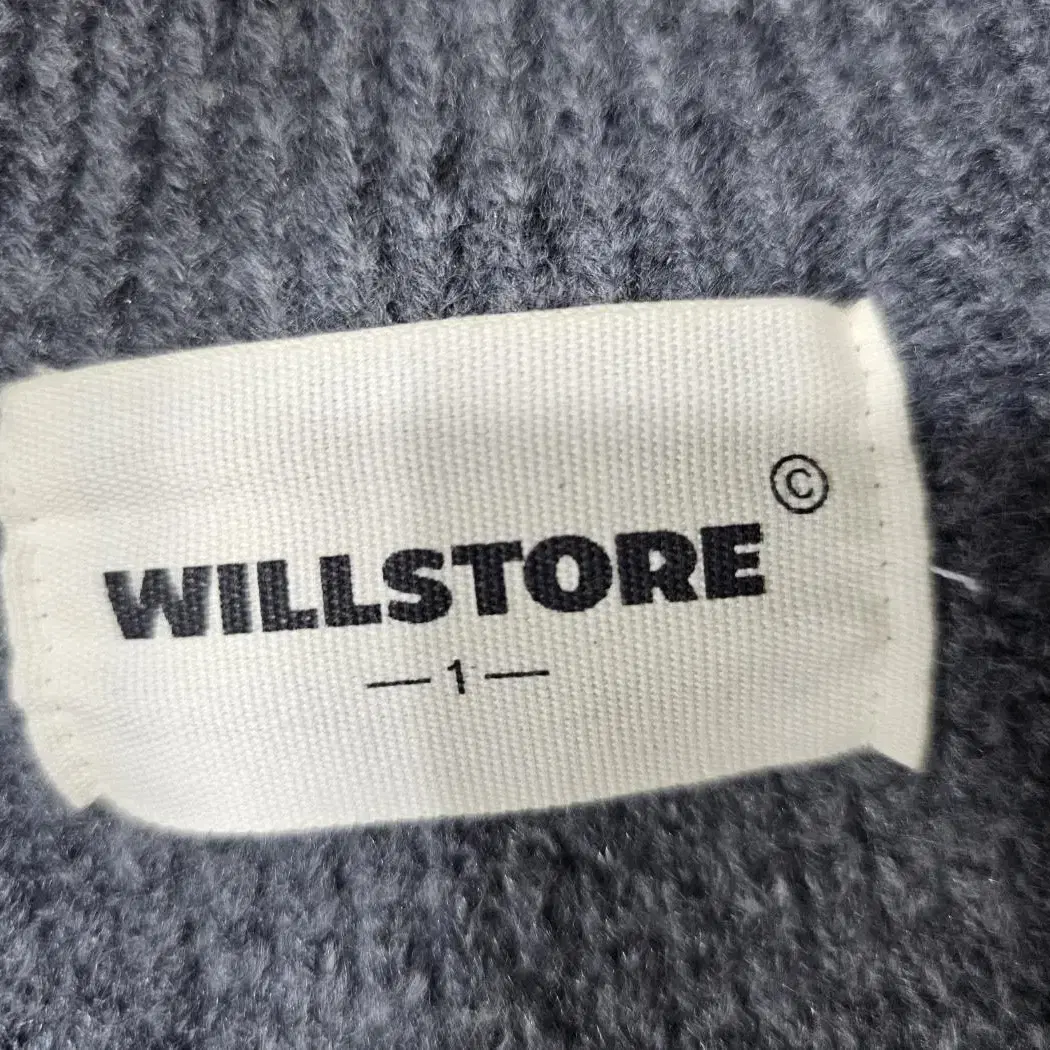 WILLSTORE©
— 1 —